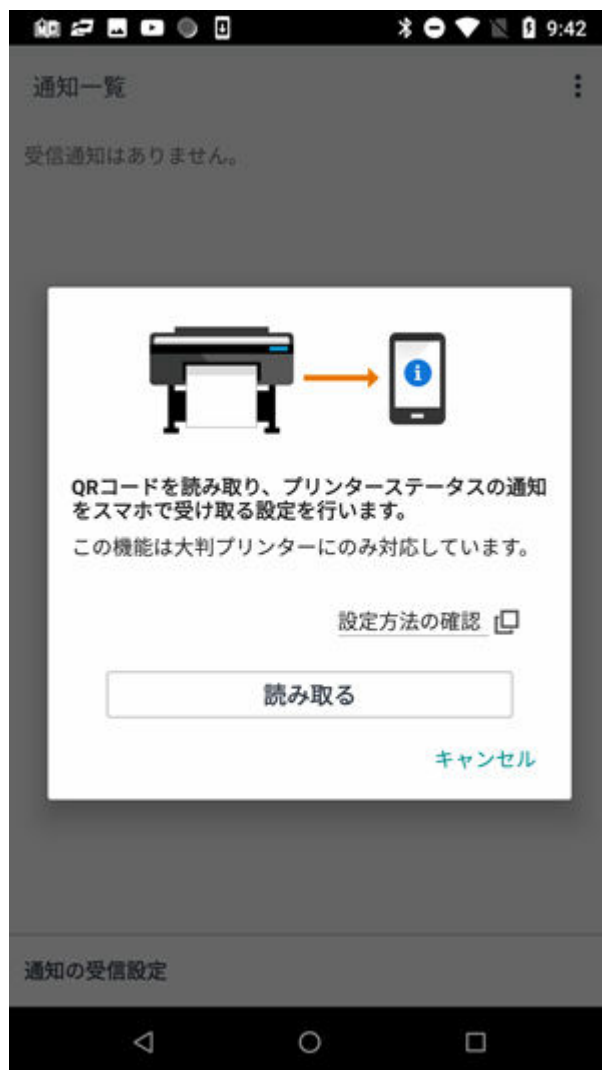 9:42
通知一覧
受信通知はありません。
QRコードを読み取り、プリンターステータスの通知
をスマホで受け取る設定を行います。
この機能は大判プリンターにのみ対応しています。
設定方法の確認
読み取る
キャンセル
通知の受信設定